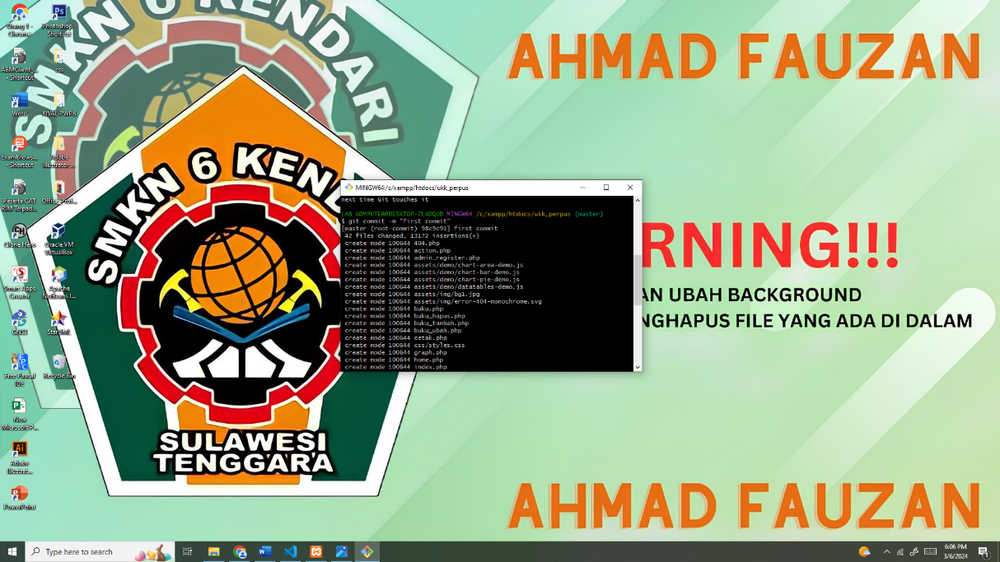 Orang 1 - Chrome
Photoshop - Shortcut
ABMClient_... - Shortcut
css
Word
RIVAL PWPB
ExamBrows... - Shortcut
Adobe Illustrator ...
Peserta CAT RIM Terpad...
Office Prof...
Clone Hero
Oracle VM VirtualBox
Smart Apps Creator
Apache NetBeans I...
GNS3
StarUML
Free Pascal IDE
Recycle Bin
New Microsoft P...
Adobe Illustrat...
PowerPoint
SMKN 6 KENDARI
SMKN 6 KEND
SULAWESI
TENGGARA
AHMAD FAUZAN
RNING!!!
AN UBAH BACKGROUND
NGHAPUS FILE YANG ADA DI DALAM
AHMAD FAUZAN
MINGW64:/c/xampp/htdocs/ukk_perpus
next time Git touches it
LAB KOMPUTER@DESKTOP-7LKOQUD MINGW64 /c/xampp/htdocs/ukk_perpus (master)
$ git commit -m "first commit"
[master (root-commit) 98c9c91] first commit
42 files changed, 13172 insertions(+)
create mode 100644 404.php
create mode 100644 action.php
create mode 100644 admin_register.php
create mode 100644 assets/demo/chart-area-demo.js
create mode 100644 assets/demo/chart-bar-demo.js
create mode 100644 assets/demo/chart-pie-demo.js
create mode 100644 assets/demo/datatables-demo.js
create mode 100644 assets/img/bg1.jpg
create mode 100644 assets/img/error-404-monochrome.svg
create mode 100644 buku.php
create mode 100644 buku_hapus.php
create mode 100644 buku_tambah.php
create mode 100644 buku_ubah.php
create mode 100644 cetak.php
create mode 100644 css/styles.css
create mode 100644 graph.php
create mode 100644 home.php
create mode 100644 index.php
Type here to search
6:06 PM
3/6/2024